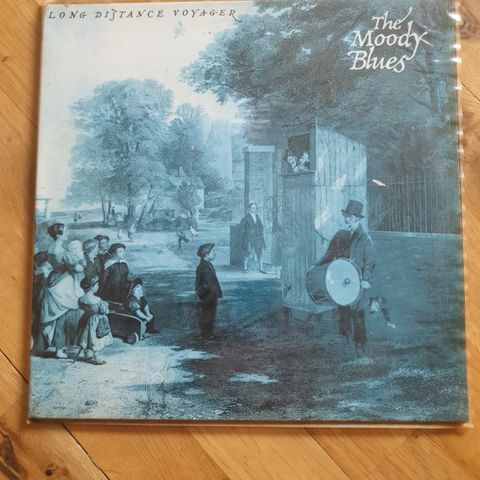 LONG DISTANCE VOYAGER
The
Moody
Blues